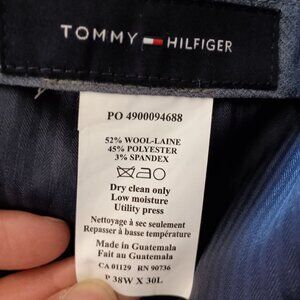 TOMMY HILFIGER
PO 4900094688
52% WOOL-LAINE
45% POLYESTER
3% SPANDEX
Dry clean only
Low moisture
Utility press
Nettoyage à sec seulement
Repasser à basse température
Made in Guatemala
Fait au Guatemala
CA 01129 RN 90736
P 38W X 30L